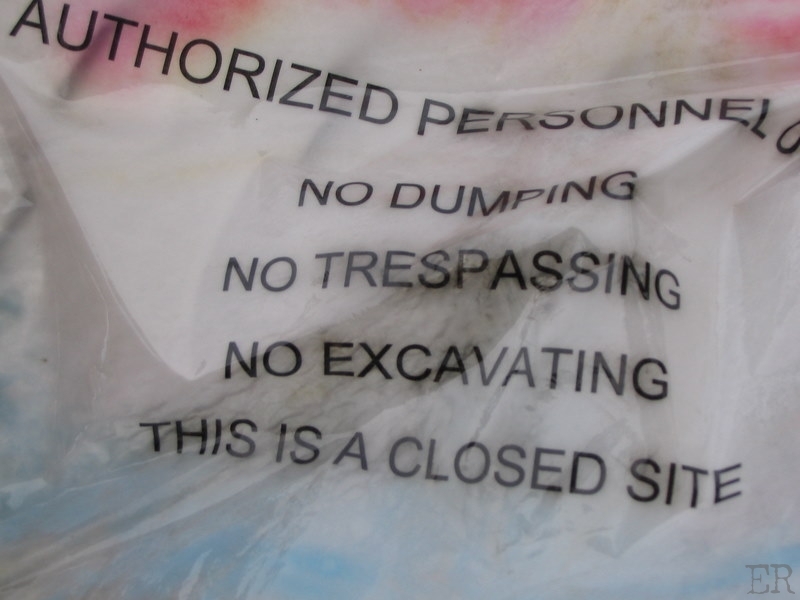 AUTHORIZED PERSONNEL
NO DUMPING
NO TRESPASSING
NO EXCAVATING
THIS IS A CLOSED SITE
ER